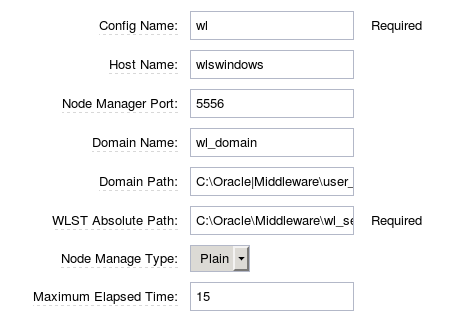 Config Name: wl Required
Host Name: wlswindows
Node Manager Port: 5556
Domain Name: wl_domain
Domain Path: C:\Oracle|Middleware\user_
WLST Absolute Path: C:\Oracle\Middleware\wl_se Required
Node Manage Type: Plain
Maximum Elapsed Time: 15